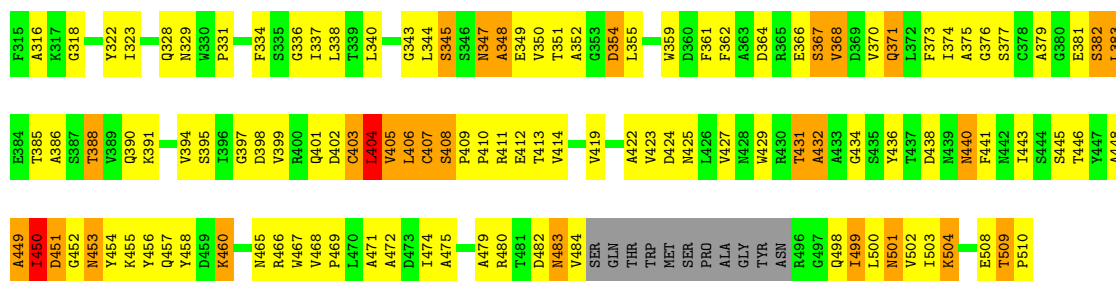 F315 A316 K317 G318 Y322 I323 Q328 N329 W330 P331 F334 S335 G336 I337 L338 T339 L340 G343 L344 S345 S346 N347 A348 E349 V350 T351 A352 G353 D354 L355 W359 D360 F361 F362 A363 D364 R365 E366 S367 V368 D369 V370 Q371 L372 F373 I374 A375 G376 S377 C378 A379 G380 E381 S382
E384 T385 A386 S387 T388 V389 Q390 K391 V394 S395 I396 G397 D398 V399 R400 Q401 D402 C403 L404 V405 L406 C407 S408 P409 P410 R411 E412 T413 V414 V419 A422 V423 D424 N425 L426 V427 N428 W429 R430 T431 A432 A433 G434 S435 Y436 T437 D438 N439 N440 F441 N442 I443 S444 S445 T446 Y447 A448
A449 I450 D451 G452 N453 Y454 K455 Y456 Q457 Y458 D459 K460 N465 R466 W467 V468 P469 L470 A471 A472 D473 I474 A475 A479 R480 T481 D482 N483 V484 SER GLN THR TRP MET SER PRO ALA GLY TYR ASN R496 G497 Q498 I499 L500 N501 V502 I503 K504 E508 T509 P510